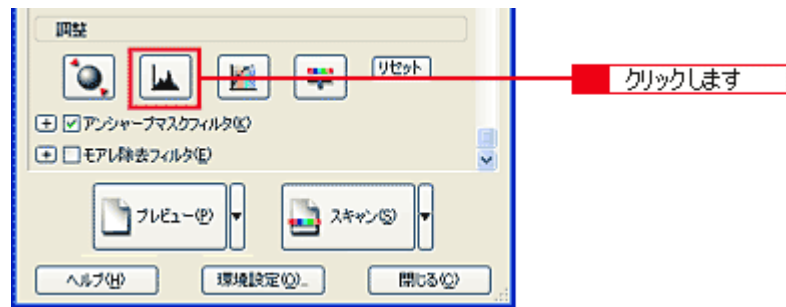 調整
リセット
クリックします
アンシャープマスクフィルタ(K)
モアレ除去フィルタ(E)
プレビュー(P)
スキャン(S)
ヘルプ(H)
環境設定(O)...
閉じる(C)